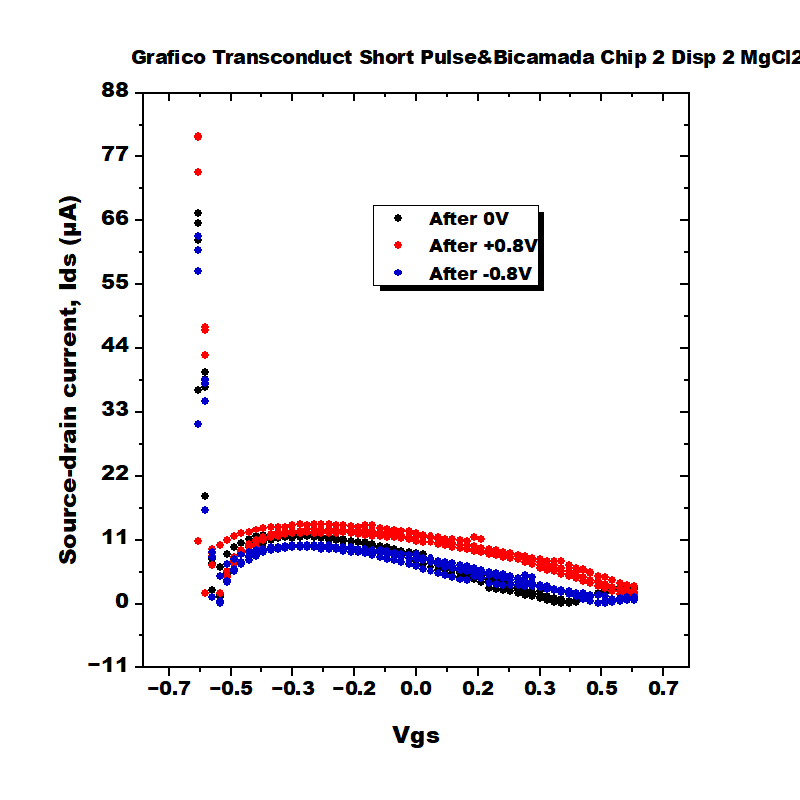 Grafico Transconduct Short Pulse&Bicamada Chip 2 Disp 2 MgCl2
88
77
66
55
44
33
22
11
0
−11
Source-drain current, Ids (µA)
After 0V
After +0.8V
After -0.8V
−0.7 −0.5 −0.3 −0.2 0.0 0.2 0.3 0.5 0.7
Vgs